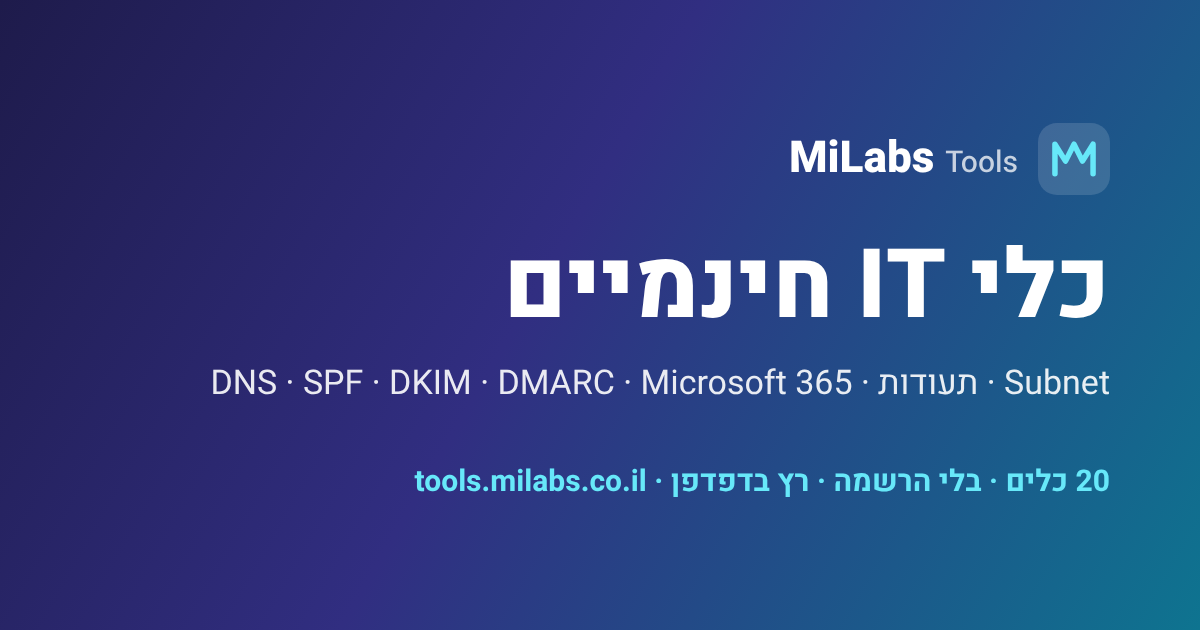 MiLabs Tools
כלי IT חינמיים
DNS · SPF · DKIM · DMARC · Microsoft 365 · תעודות · Subnet
20 כלים · בלי הרשמה · רץ בדפדפן · tools.milabs.co.il